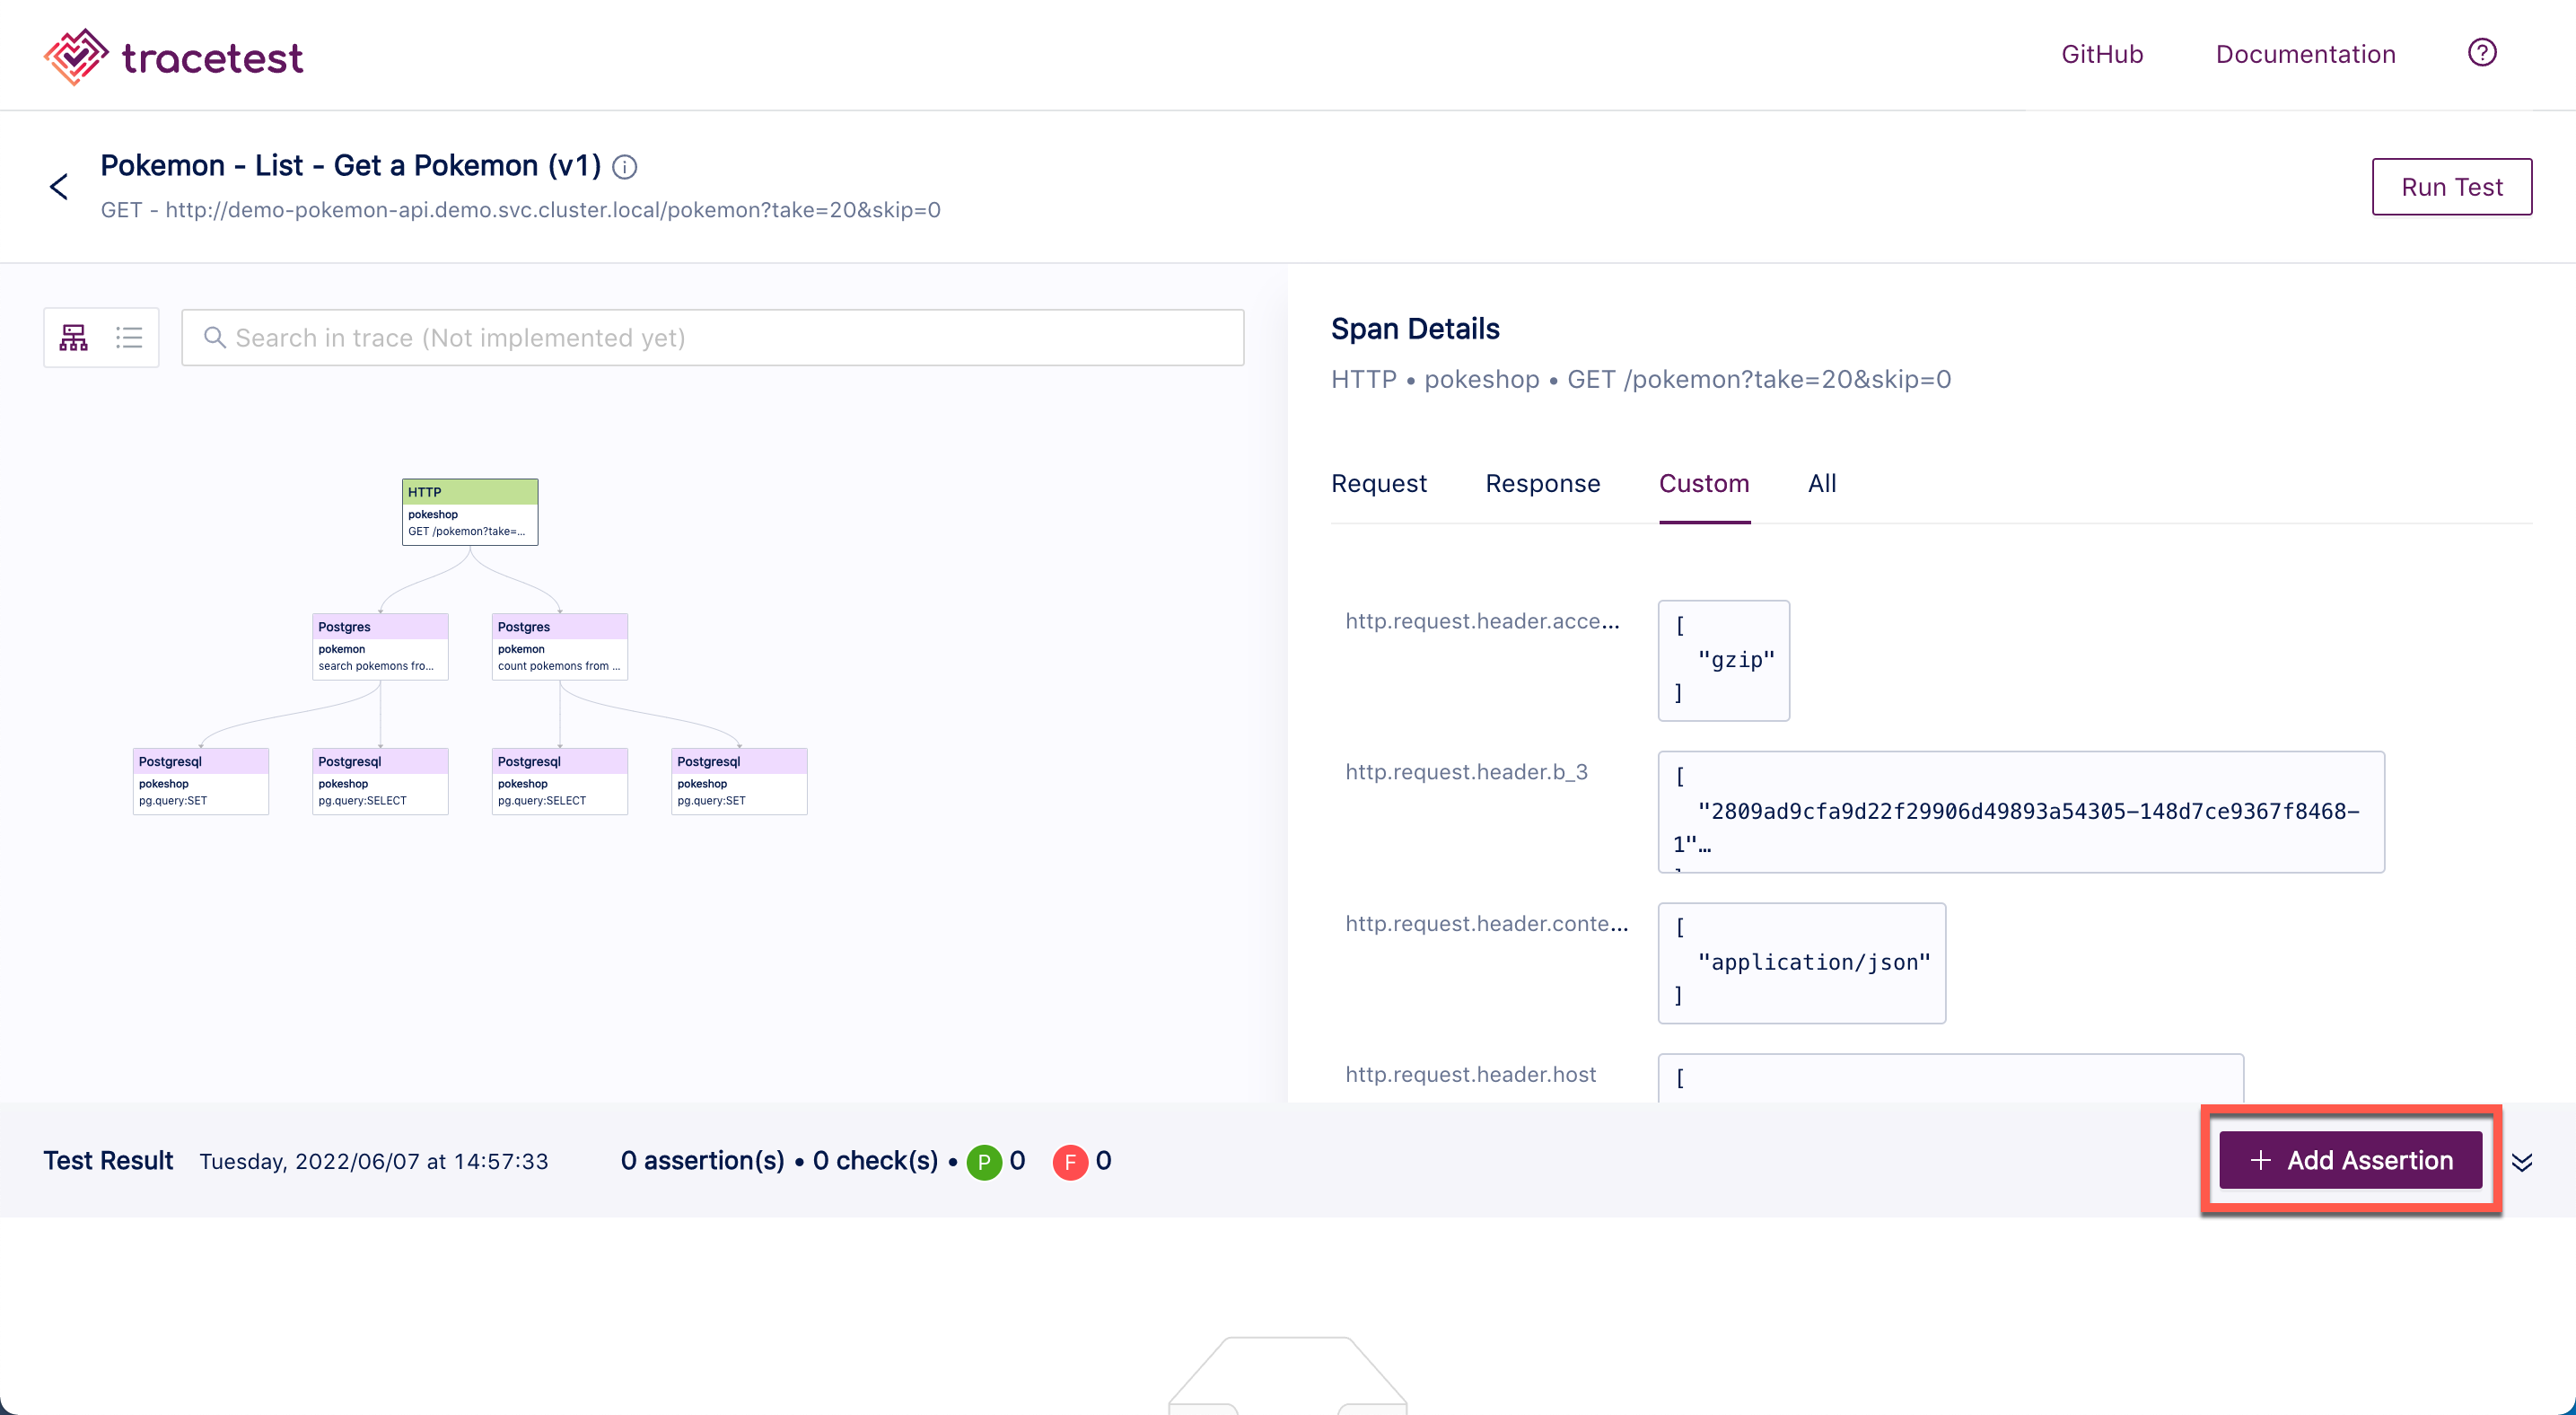 tracetest
GitHub
Documentation
?
Pokemon - List - Get a Pokemon (v1)
GET - http://demo-pokemon-api.demo.svc.cluster.local/pokemon?take=20&skip=0
Run Test
Search in trace (Not implemented yet)
HTTP
pokeshop
GET /pokemon?take=...
Postgres
pokemon
search pokemons fro...
Postgres
pokemon
count pokemons from ...
Postgresql
pokeshop
pg.query:SET
Postgresql
pokeshop
pg.query:SELECT
Postgresql
pokeshop
pg.query:SELECT
Postgresql
pokeshop
pg.query:SET
Span Details
HTTP • pokeshop • GET /pokemon?take=20&skip=0
Request
Response
Custom
All
http.request.header.acce...
[
"gzip"
]
http.request.header.b_3
[
"2809ad9cfa9d22f29906d49893a54305-148d7ce9367f8468-
1"…
http.request.header.conte...
[
"application/json"
]
http.request.header.host
[
Test Result
Tuesday, 2022/06/07 at 14:57:33
0 assertion(s) • 0 check(s) • P 0 F 0
+ Add Assertion